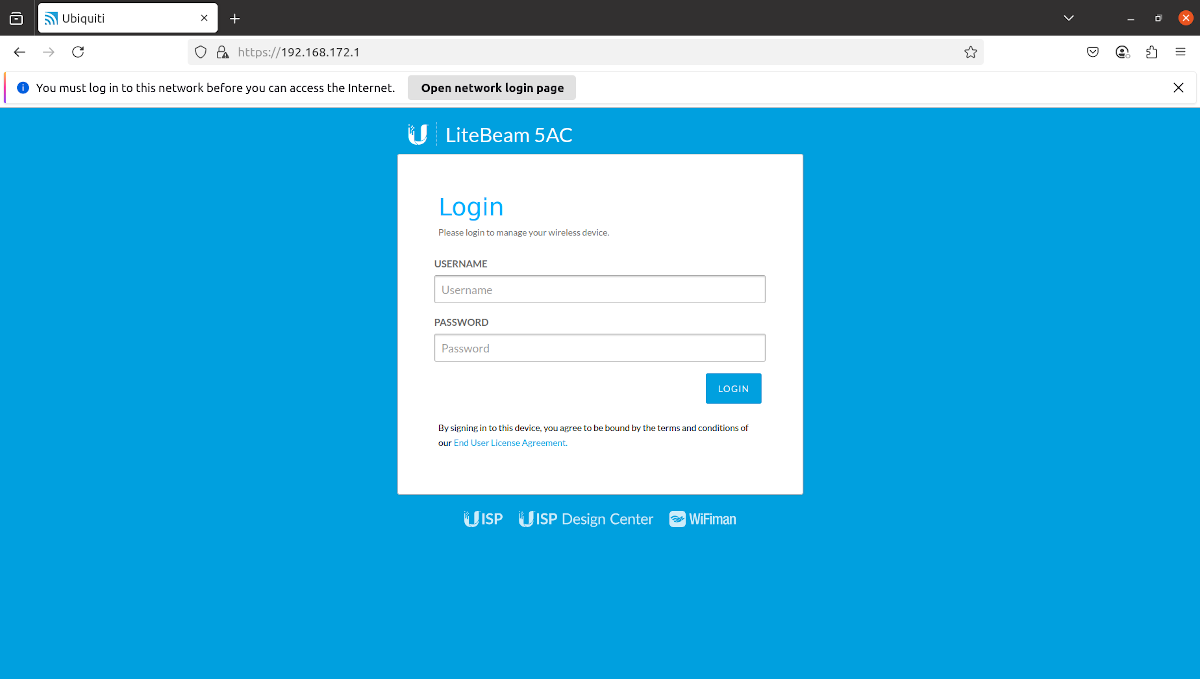 Ubiquiti
https://192.168.172.1
You must log in to this network before you can access the Internet.
Open network login page
LiteBeam 5AC
Login
Please login to manage your wireless device.
USERNAME
Username
PASSWORD
Password
LOGIN
By signing in to this device, you agree to be bound by the terms and conditions of
our End User License Agreement.
UISP UISP Design Center WiFiman